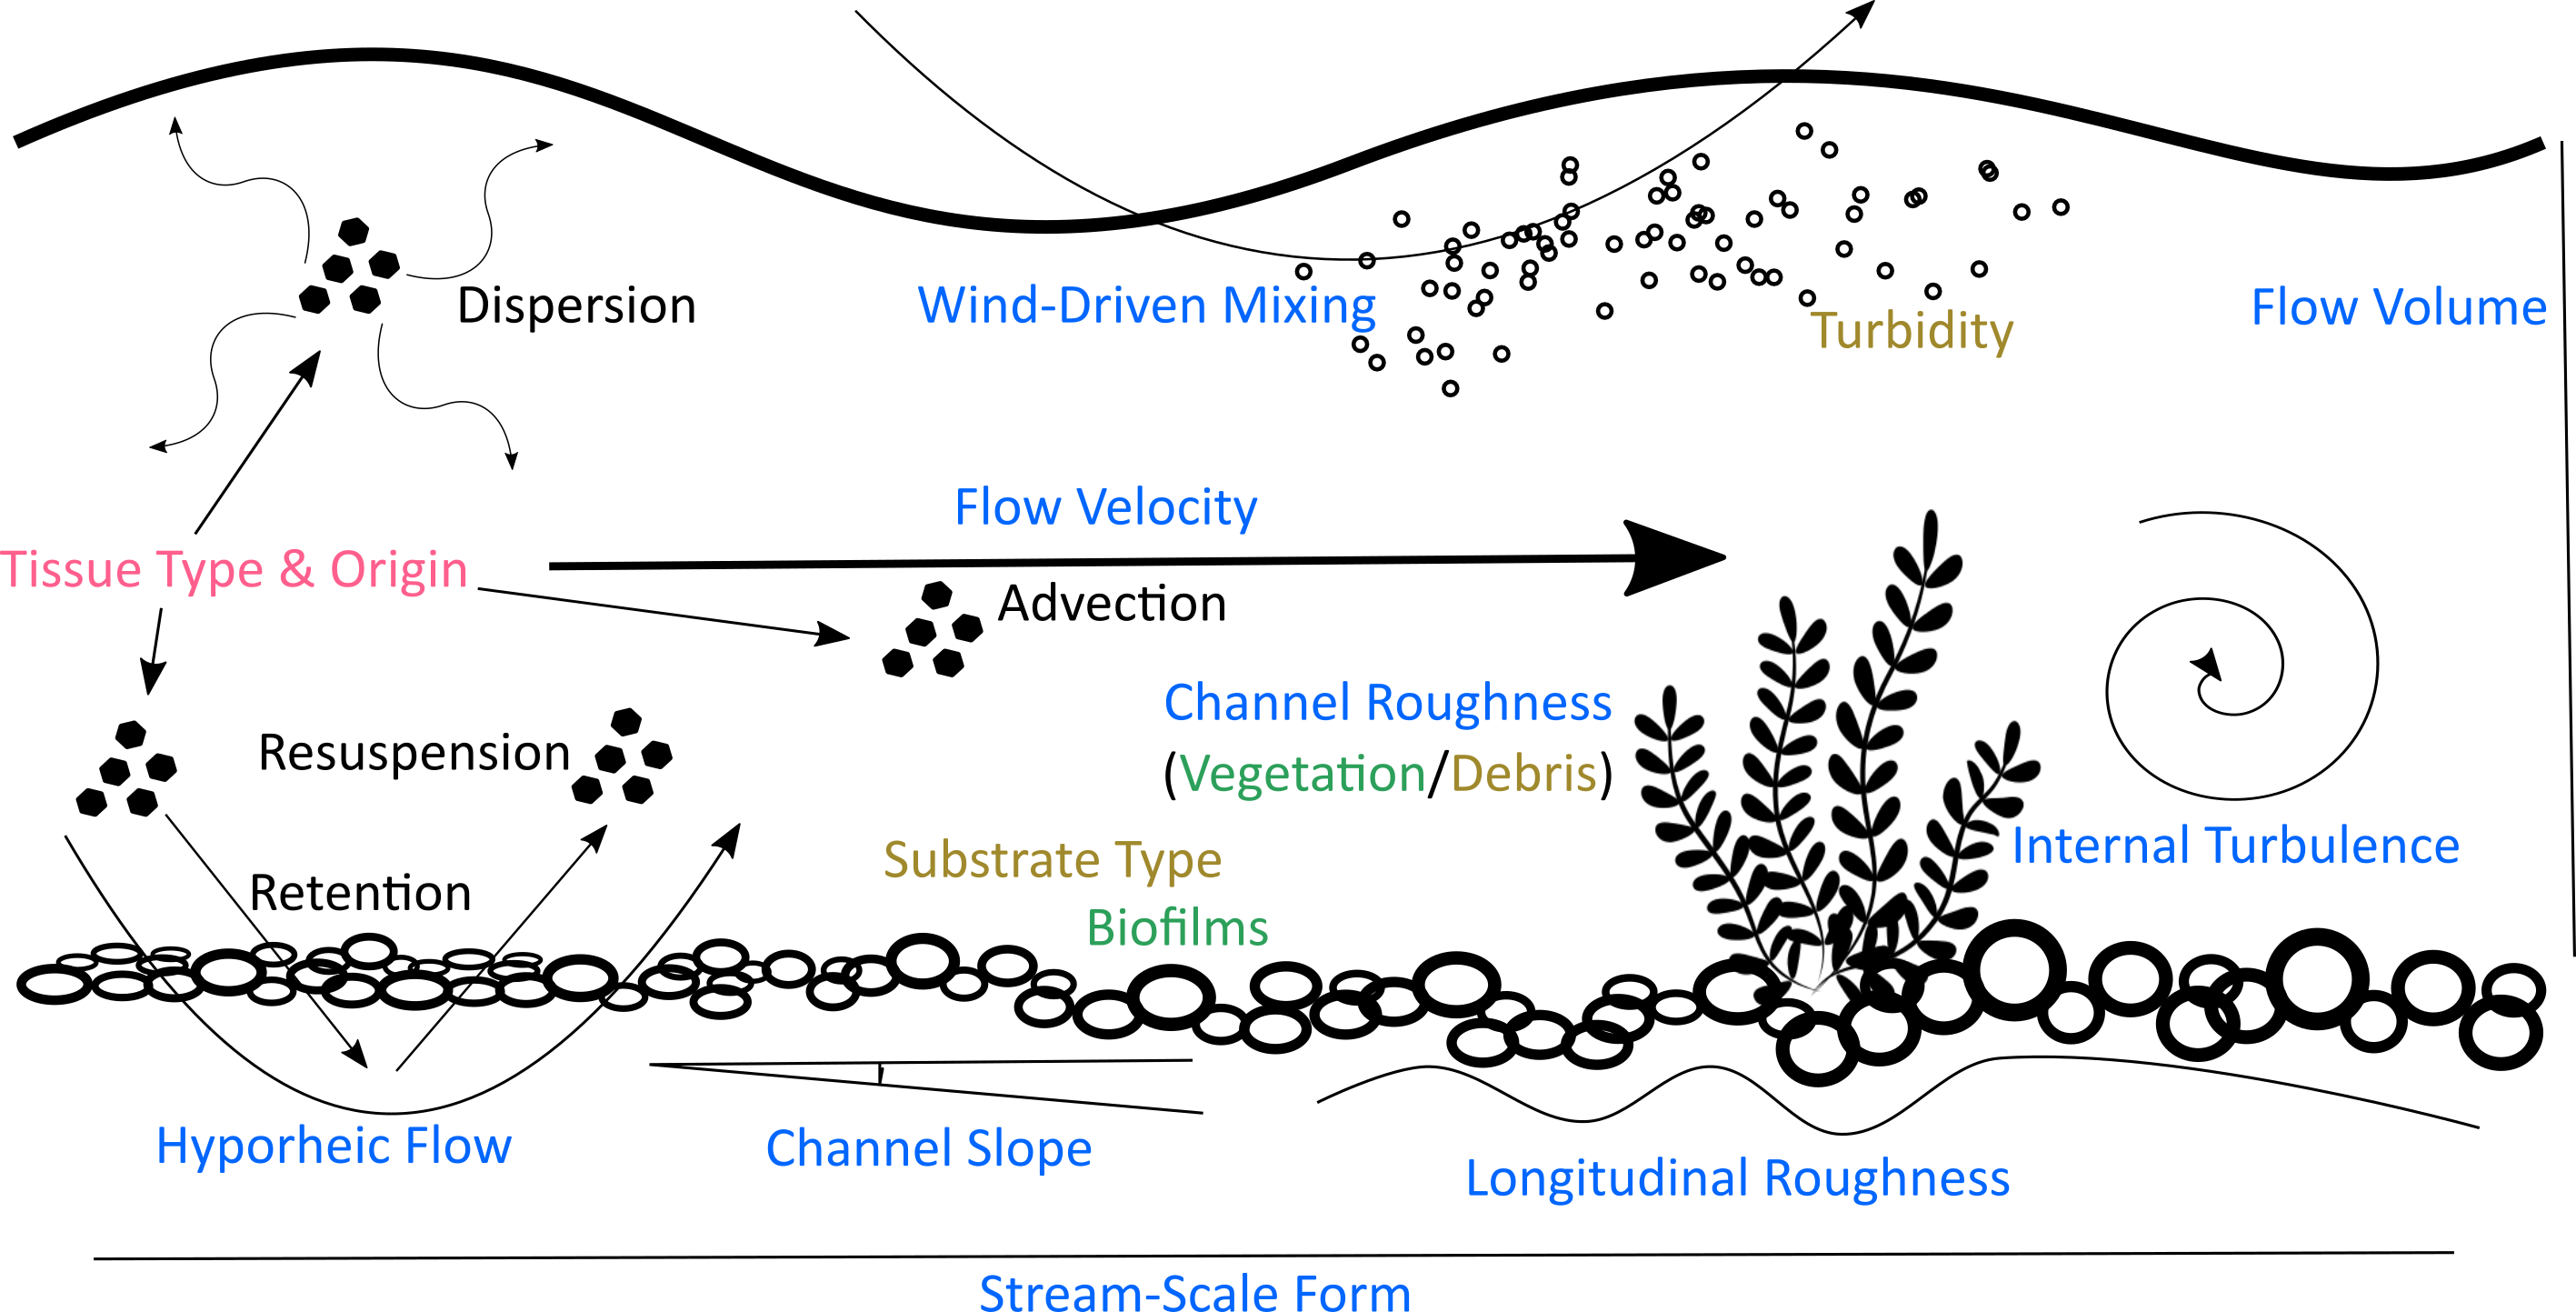 Dispersion
Wind-Driven Mixing
Turbidity
Flow Volume
Flow Velocity
Tissue Type & Origin
Advection
Channel Roughness
(Vegetation/Debris)
Resuspension
Internal Turbulence
Substrate Type
Retention
Biofilms
Hyporheic Flow
Channel Slope
Longitudinal Roughness
Stream-Scale Form